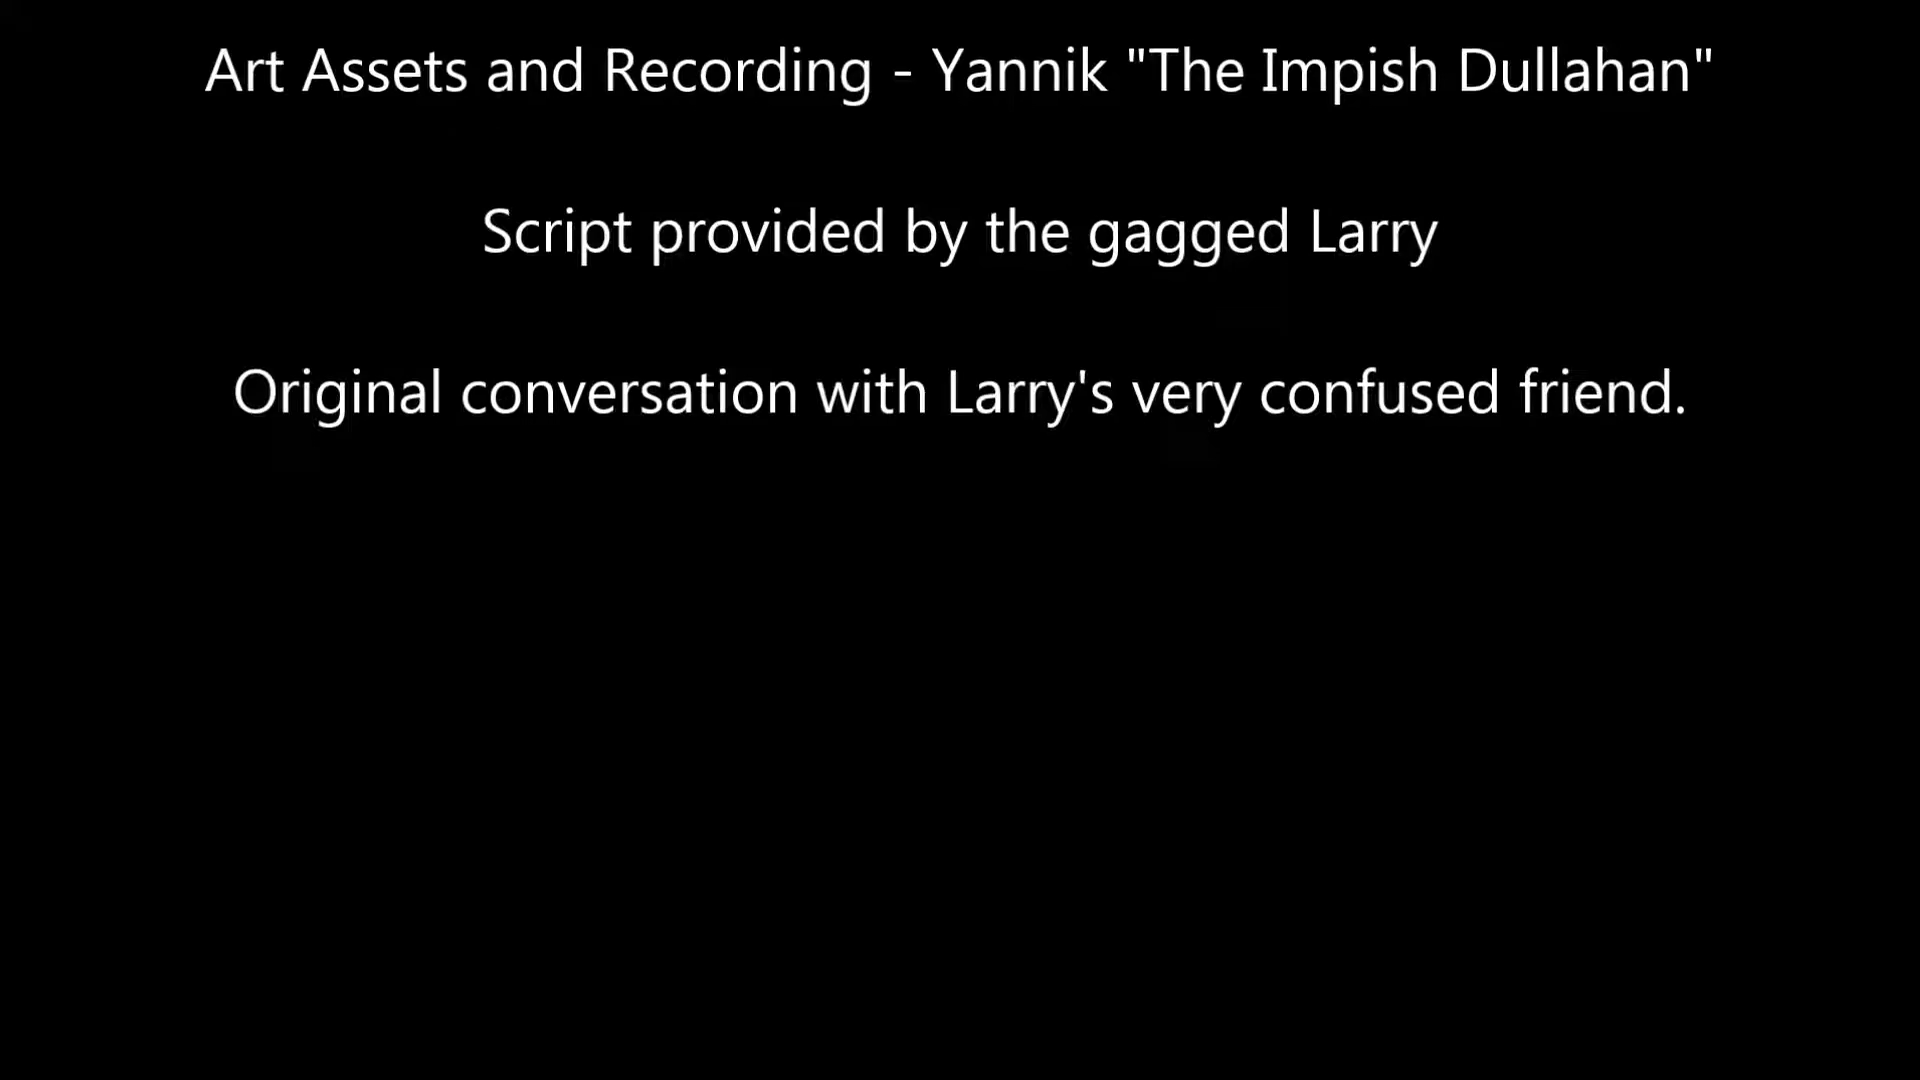 Art Assets and Recording - Yannik "The Impish Dullahan"
Script provided by the gagged Larry
Original conversation with Larry's very confused friend.